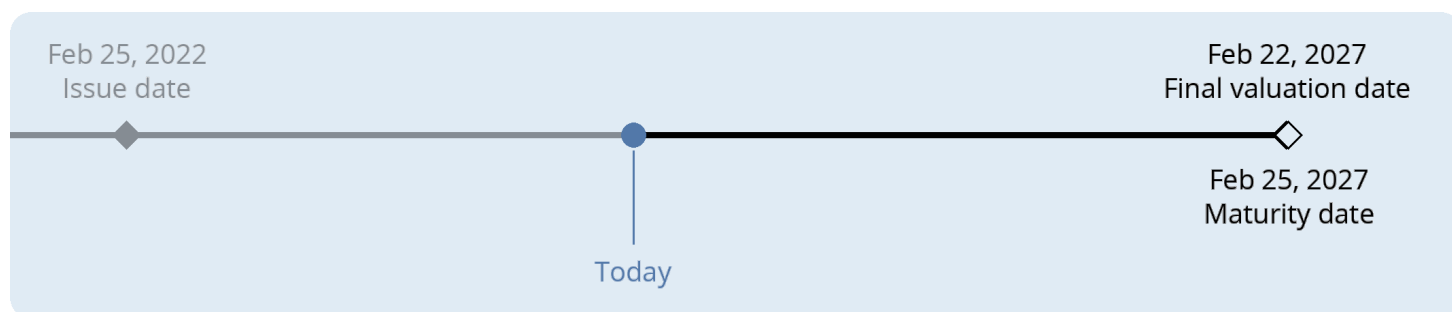 Feb 25, 2022
Issue date
Feb 22, 2027
Final valuation date
Feb 25, 2027
Maturity date
Today